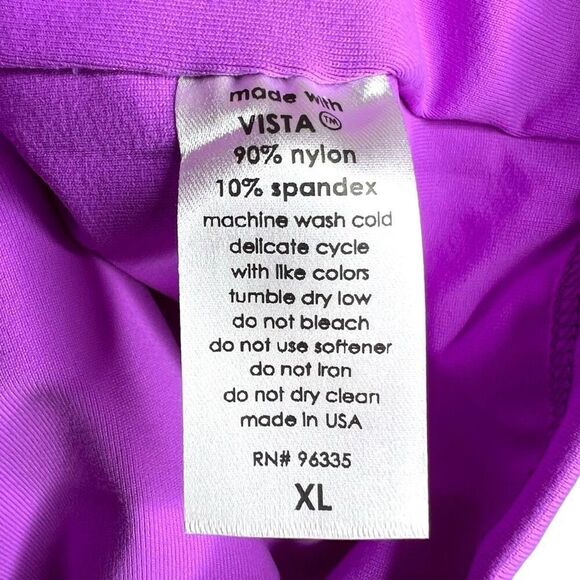 made with
VISTA™
90% nylon
10% spandex
machine wash cold
delicate cycle
with like colors
tumble dry low
do not bleach
do not use softener
do not iron
do not dry clean
made in USA
RN# 96335
XL